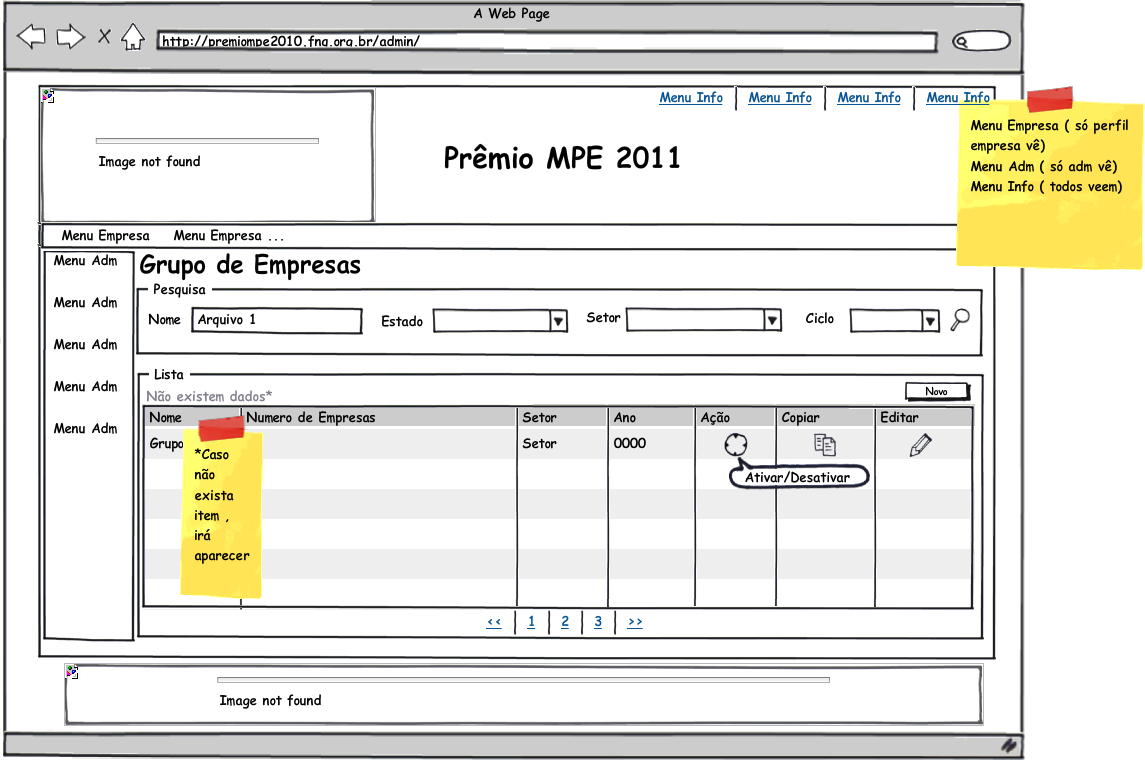 A Web Page
http://premiompe2010.fnq.org.br/admin/
Menu Info Menu Info Menu Info Menu Info
Menu Empresa ( só perfil
empresa vê)
Menu Adm ( só adm vê)
Menu Info ( todos veem)
Image not found
Prêmio MPE 2011
Menu Empresa Menu Empresa ...
Menu Adm
Menu Adm
Menu Adm
Menu Adm
Menu Adm
Grupo de Empresas
Pesquisa
Nome Arquivo 1 Estado Setor Ciclo
Lista
Não existem dados*
Novo
Nome Numero de Empresas Setor Ano Ação Copiar Editar
Grupo Setor 0000
Ativar/Desativar
*Caso
não
exista
item ,
irá
aparecer
<< 1 2 3 >>
Image not found